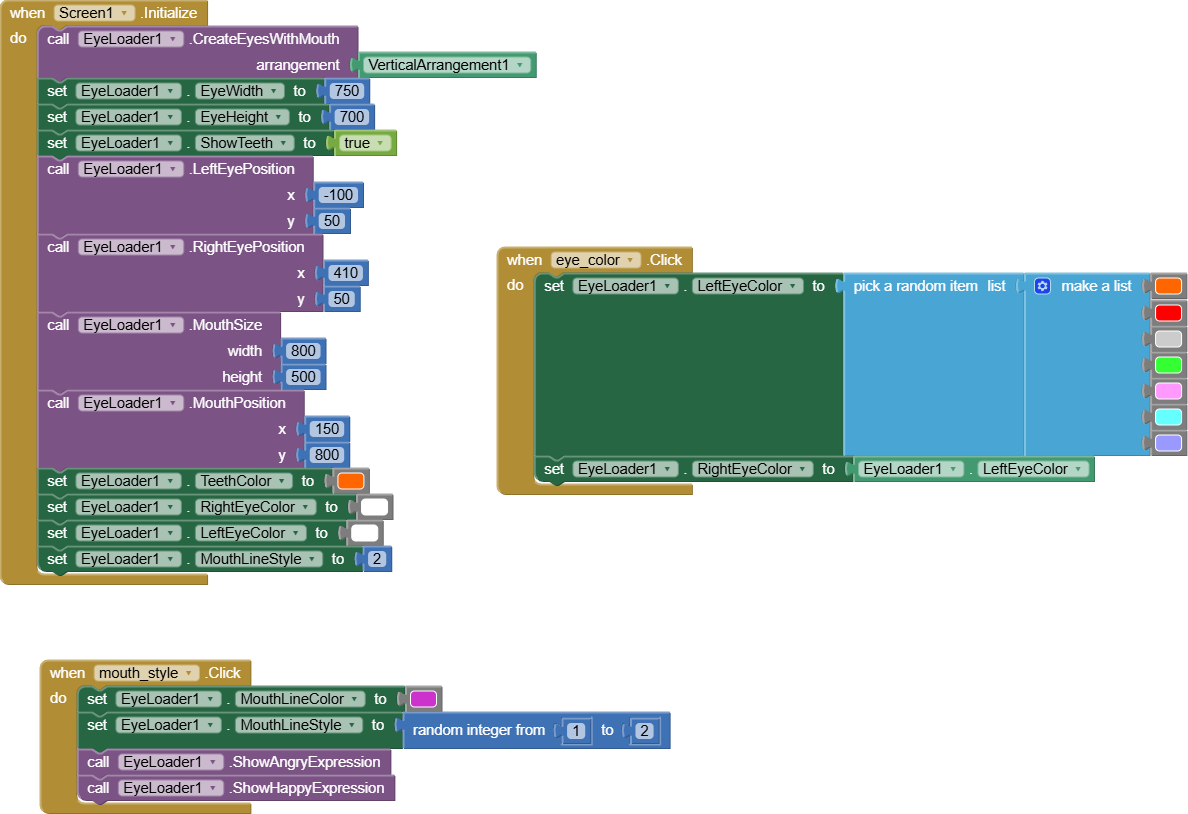 when Screen1 .Initialize
do call EyeLoader1 .CreateEyesWithMouth
arrangement VerticalArrangement1
set EyeLoader1 . EyeWidth to 750
set EyeLoader1 . EyeHeight to 700
set EyeLoader1 . ShowTeeth to true
call EyeLoader1 .LeftEyePosition
x -100
y 50
call EyeLoader1 .RightEyePosition
x 410
y 50
call EyeLoader1 .MouthSize
width 800
height 500
call EyeLoader1 .MouthPosition
x 150
y 800
set EyeLoader1 . TeethColor to
set EyeLoader1 . RightEyeColor to
set EyeLoader1 . LeftEyeColor to
set EyeLoader1 . MouthLineStyle to 2
when eye_color .Click
do set EyeLoader1 . LeftEyeColor to pick a random item list make a list
set EyeLoader1 . RightEyeColor to EyeLoader1 . LeftEyeColor
when mouth_style .Click
do set EyeLoader1 . MouthLineColor to
set EyeLoader1 . MouthLineStyle to random integer from 1 to 2
call EyeLoader1 .ShowAngryExpression
call EyeLoader1 .ShowHappyExpression